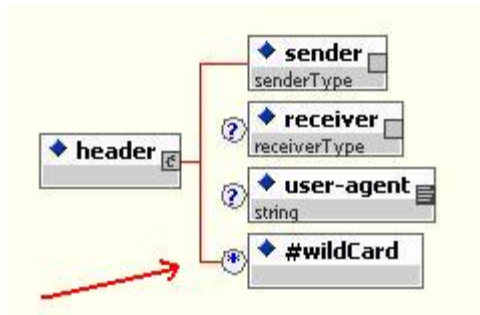 sender
senderType
? receiver
receiverType
header c
? user-agent
string
* #wildCard